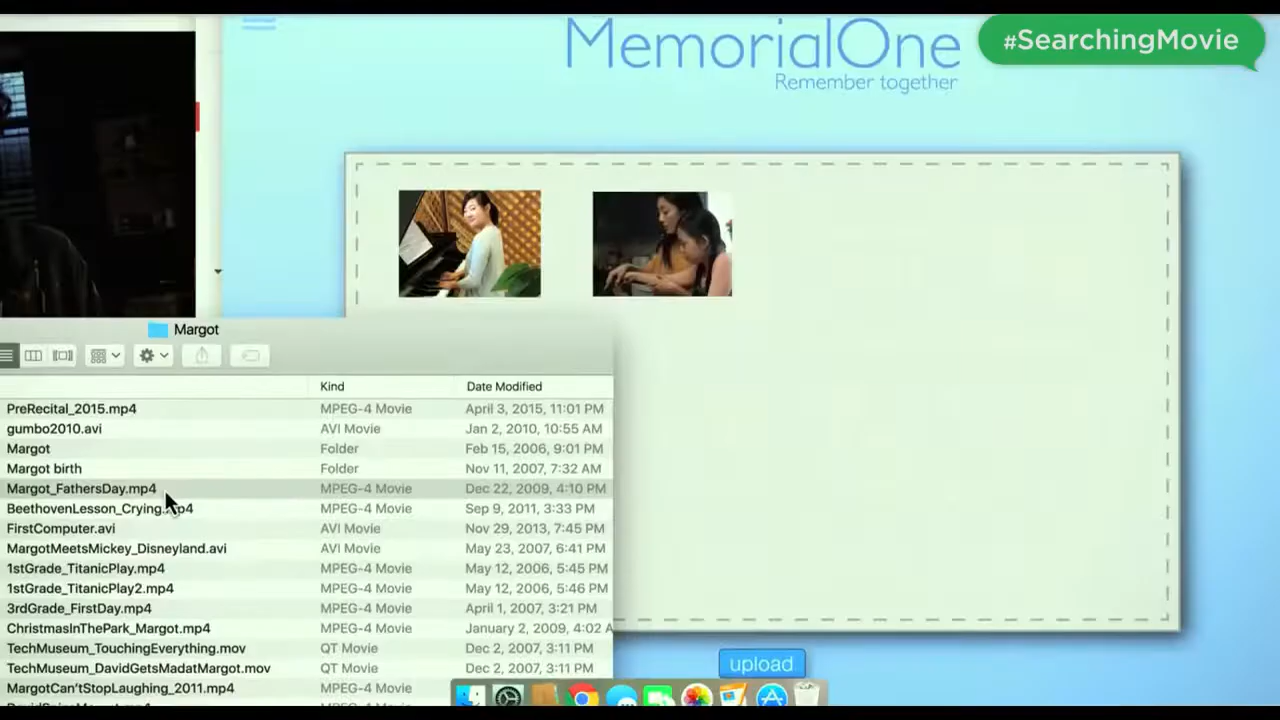 MemorialOne
Remember together
#SearchingMovie
Margot
Kind Date Modified
PreRecital_2015.mp4 MPEG-4 Movie April 3, 2015, 11:01 PM
gumbo2010.avi AVI Movie Jan 2, 2010, 10:55 AM
Margot Folder Feb 15, 2006, 9:01 PM
Margot birth Folder Nov 11, 2007, 7:32 AM
Margot_FathersDay.mp4 MPEG-4 Movie Dec 22, 2009, 4:10 PM
BeethovenLesson_Crying.mp4 MPEG-4 Movie Sep 9, 2011, 3:33 PM
FirstComputer.avi AVI Movie Nov 29, 2013, 7:45 PM
MargotMeetsMickey_Disneyland.avi AVI Movie May 23, 2007, 6:41 PM
1stGrade_TitanicPlay.mp4 MPEG-4 Movie May 12, 2006, 5:45 PM
1stGrade_TitanicPlay2.mp4 MPEG-4 Movie May 12, 2006, 5:46 PM
3rdGrade_FirstDay.mp4 MPEG-4 Movie April 1, 2007, 3:21 PM
ChristmasInThePark_Margot.mp4 MPEG-4 Movie January 2, 2009, 4:02 A
TechMuseum_TouchingEverything.mov QT Movie Dec 2, 2007, 3:11 PM
TechMuseum_DavidGetsMadatMargot.mov QT Movie Dec 2, 2007, 3:11 PM
MargotCan'tStopLaughing_2011.mp4 MPEG-4 Movie
upload